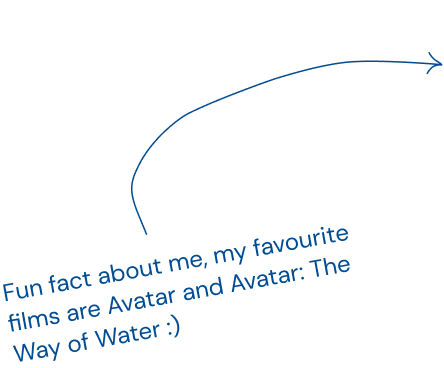 Fun fact about me, my favourite
films are Avatar and Avatar: The
Way of Water :)